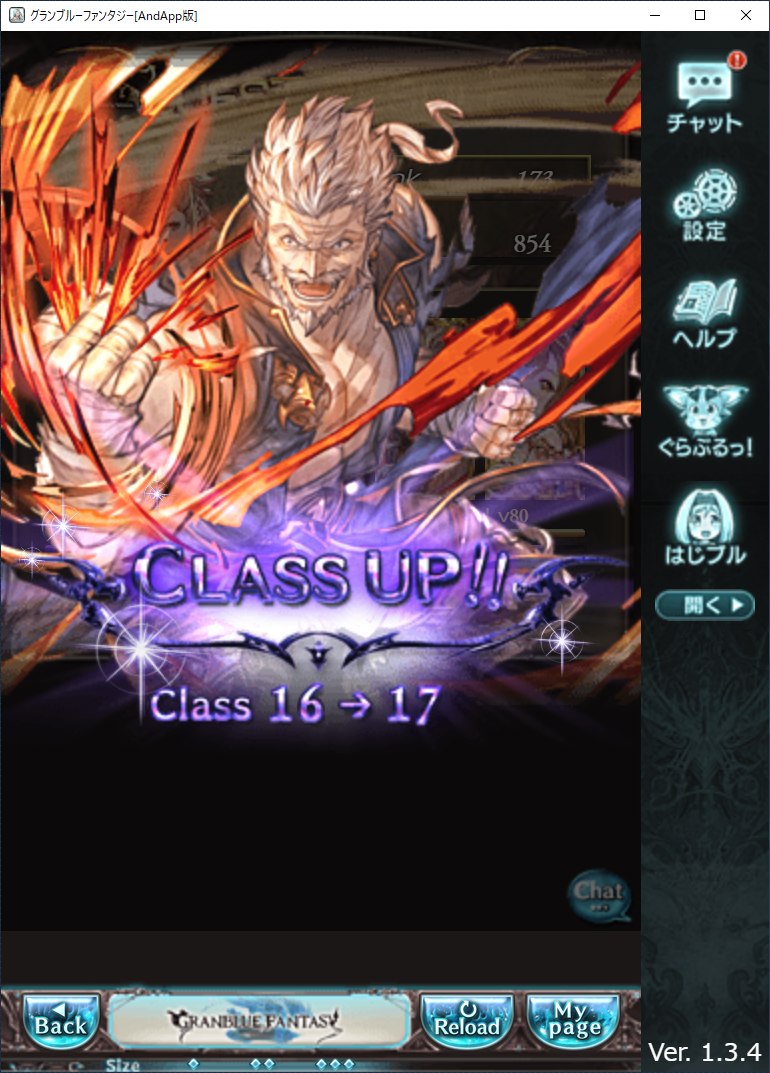 グランブルーファンタジー[AndApp版]
チャット
173
854
設定
ヘルプ
ぐらぶるっ!
v80
CLASS UP!!
はじブル
開く
Class 16→17
Chat
Back
GRANBLUE FANTASY
Reload
My page
Size
Ver. 1.3.4